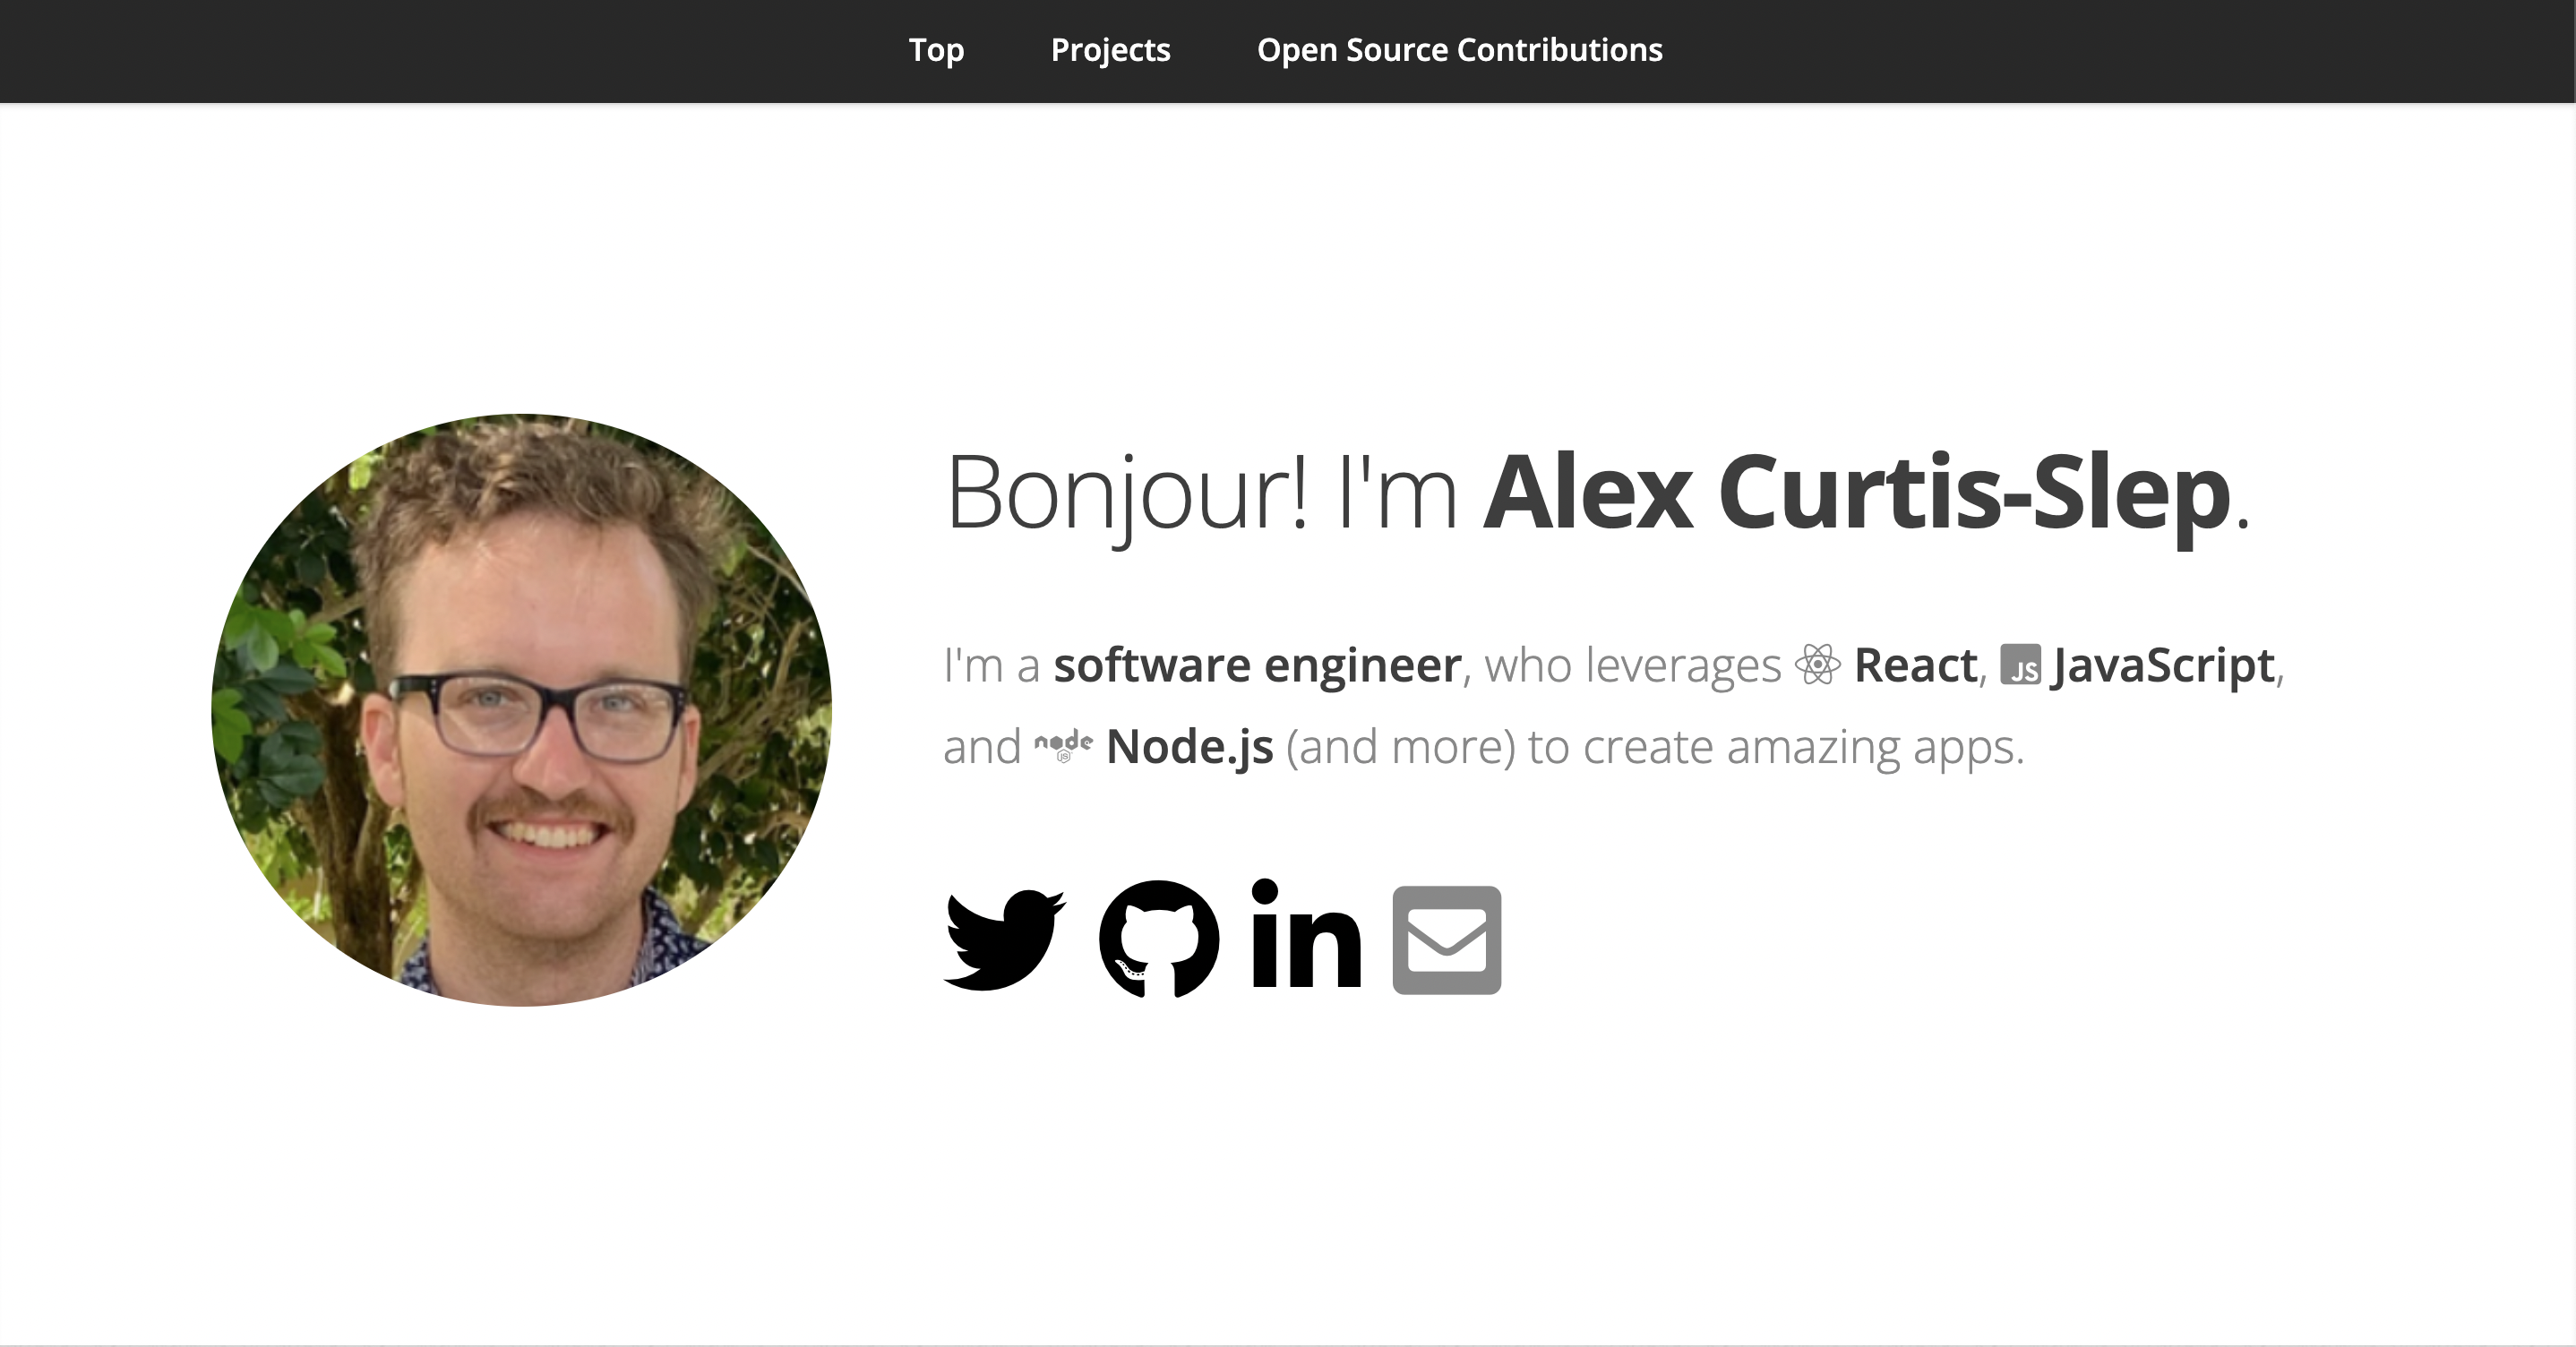 Top Projects Open Source Contributions
Bonjour! I'm Alex Curtis-Slep.
I'm a software engineer, who leverages React, JS JavaScript,
and node JS Node.js (and more) to create amazing apps.
in